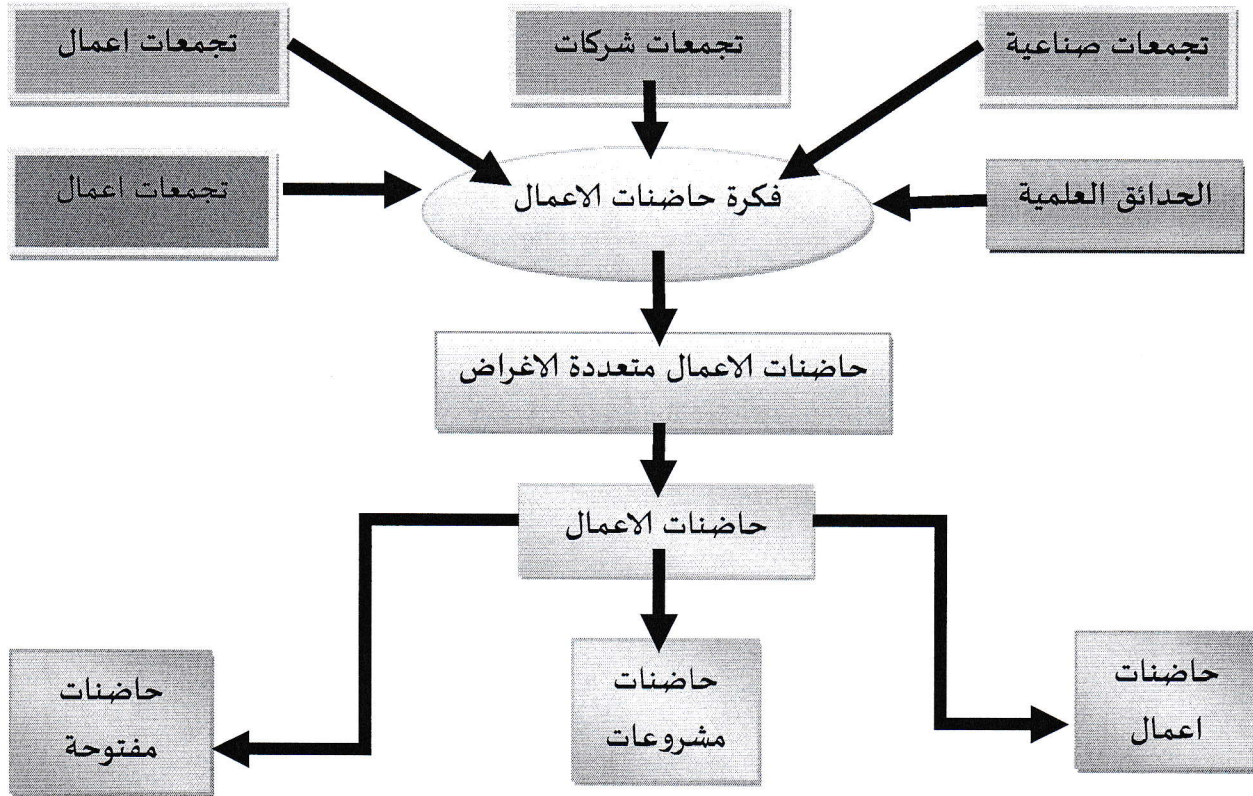 تجمعات صناعية
تجمعات شركات
تجمعات اعمال
الحدائق العلمية
فكرة حاضنات الاعمال
تجمعات اعمال
حاضنات الاعمال متعددة الاغراض
حاضنات الاعمال
حاضنات
اعمال
حاضنات
مشروعات
حاضنات
مفتوحة